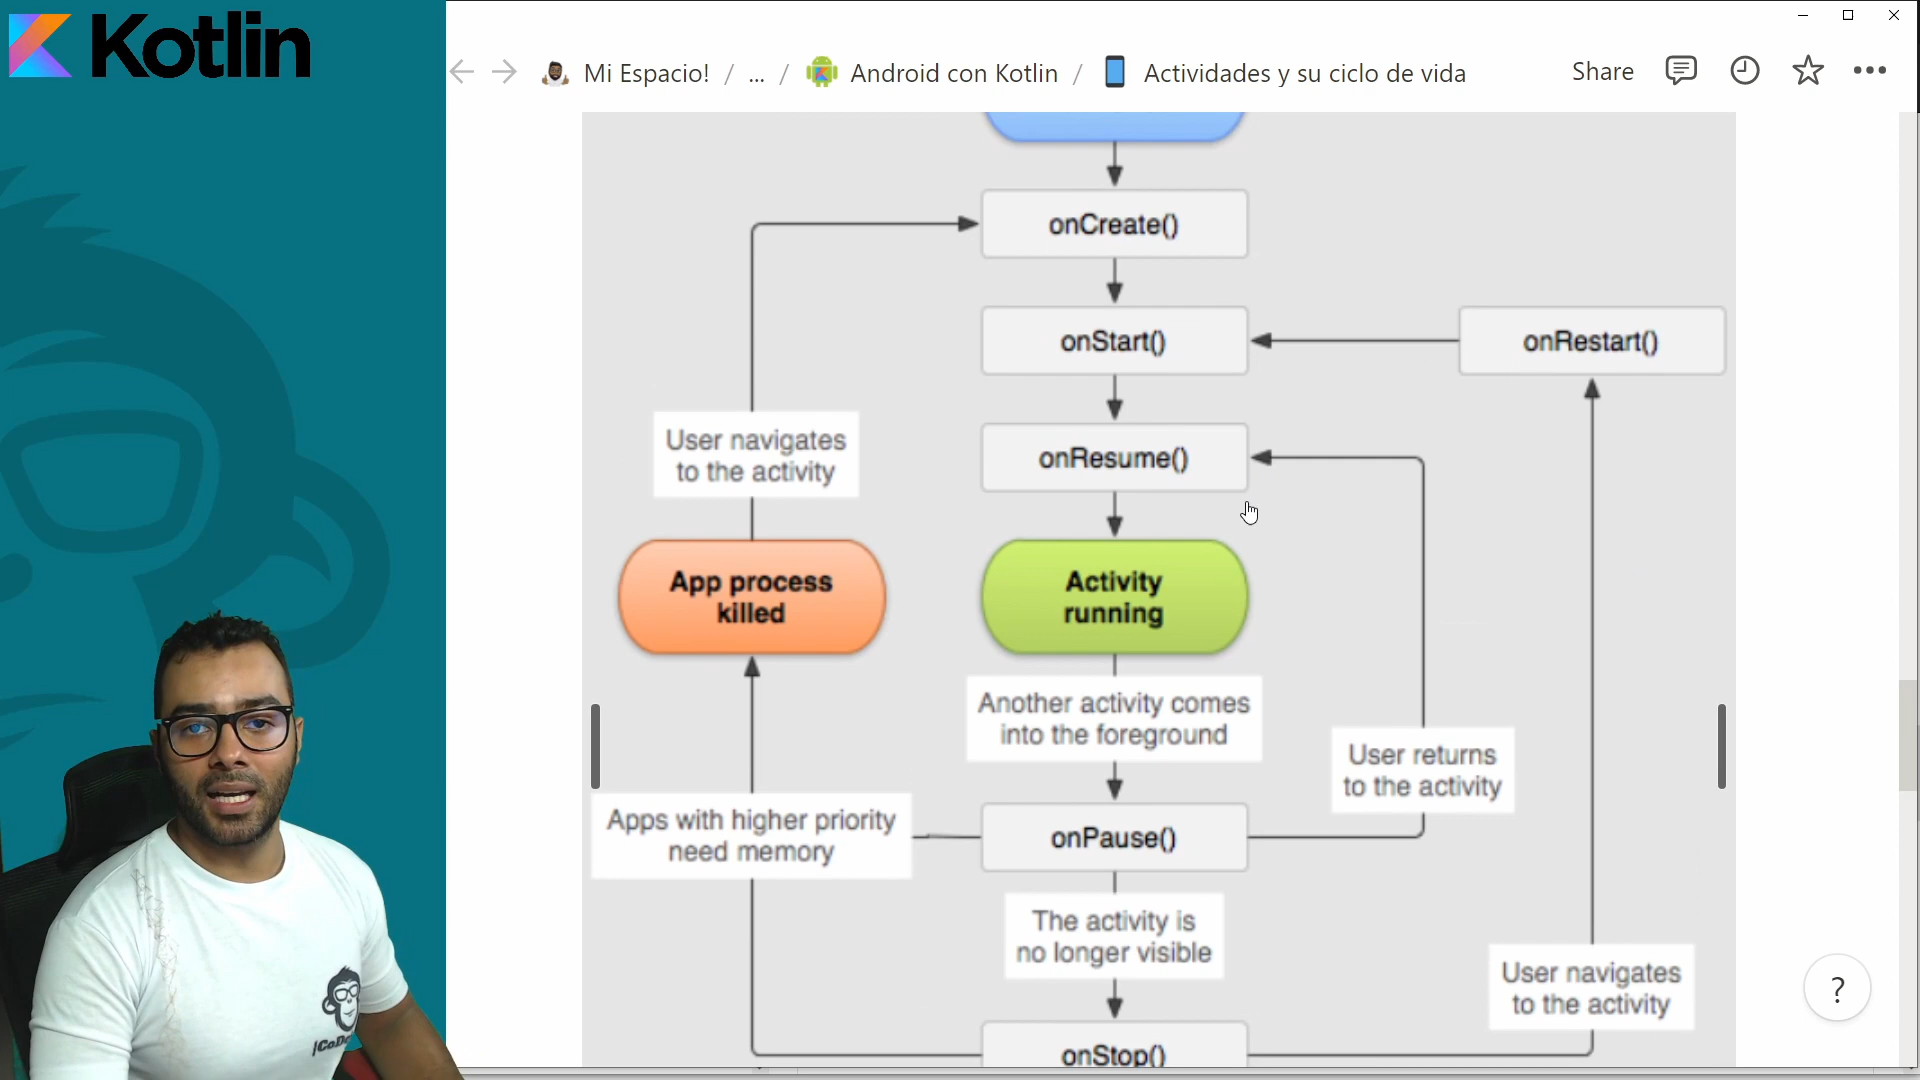 Kotlin
Mi Espacio! / ... / Android con Kotlin / Actividades y su ciclo de vida
Share
onCreate()
onStart()
onRestart()
User navigates
to the activity
onResume()
App process
killed
Activity
running
Another activity comes
into the foreground
User returns
to the activity
Apps with higher priority
need memory
onPause()
The activity is
no longer visible
User navigates
to the activity
onStop()
?